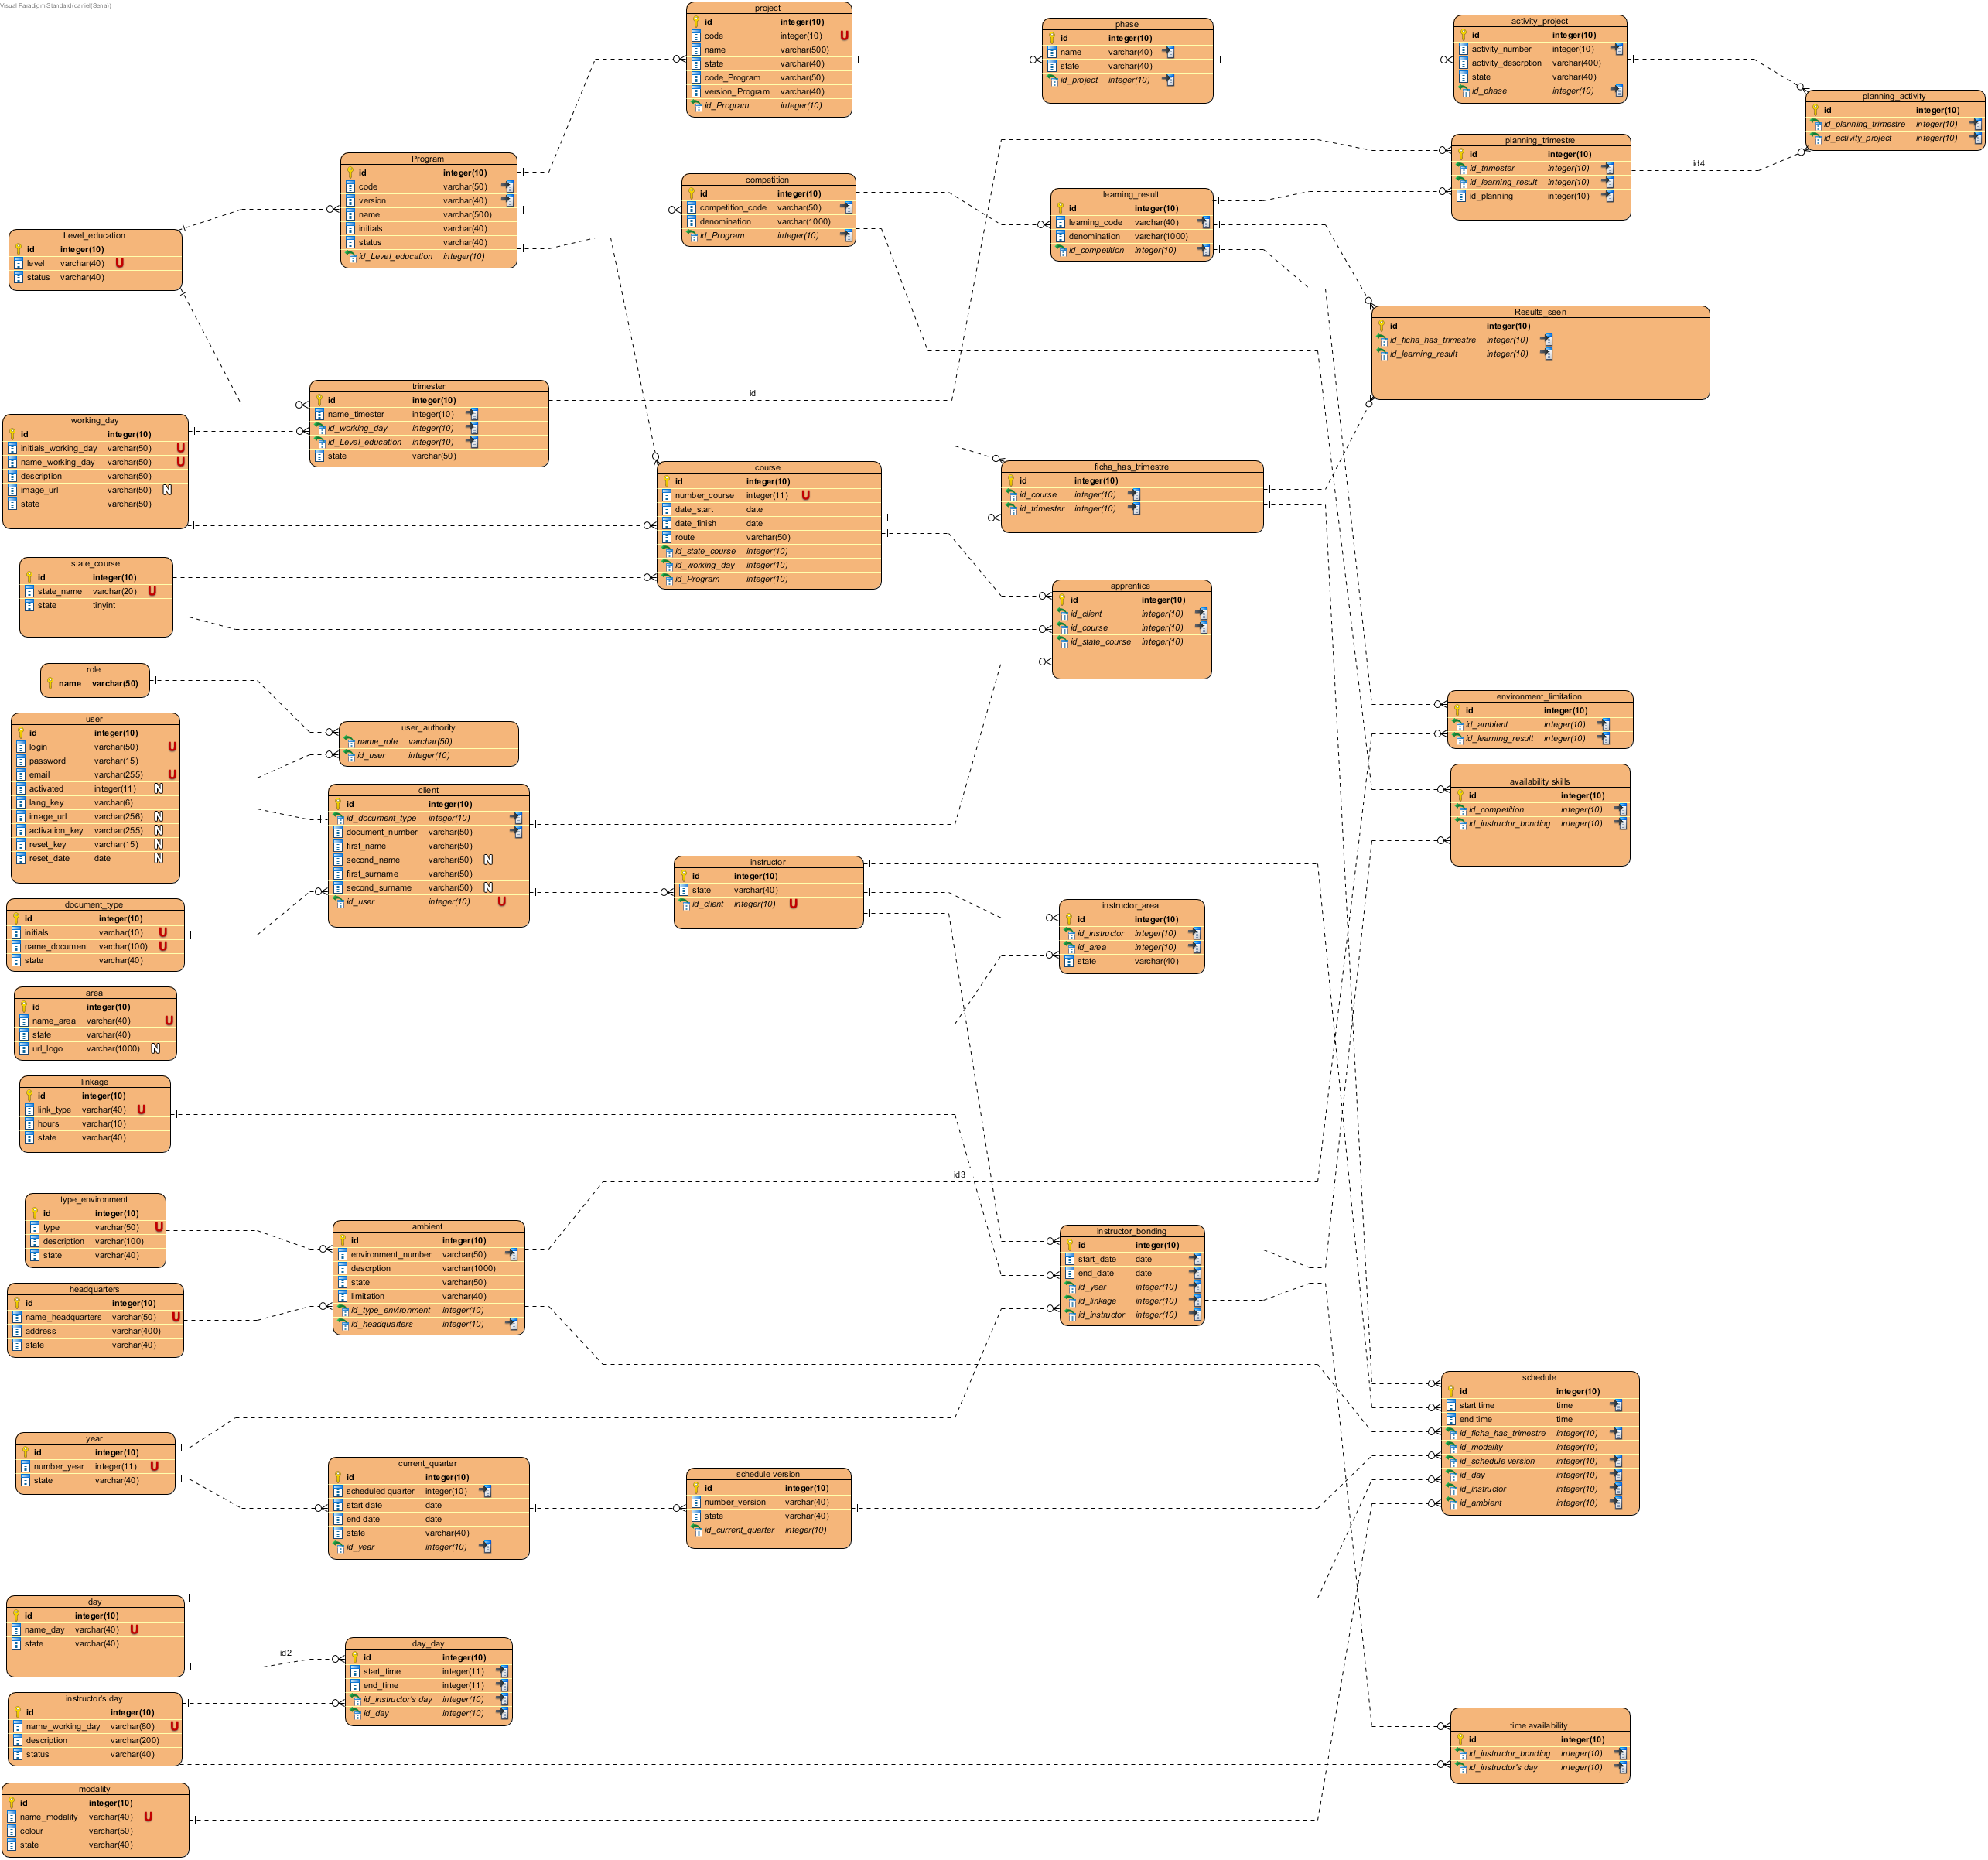 Visual Paradigm Standard(daniel(Sena))
project
id integer(10)
code integer(10) U
name varchar(500)
state varchar(40)
code_Program varchar(50)
version_Program varchar(40)
id_Program integer(10)
phase
id integer(10)
name varchar(40)
state varchar(40)
id_project integer(10)
activity_project
id integer(10)
activity_number integer(10)
activity_descrption varchar(400)
state varchar(40)
id_phase integer(10)
planning_activity
id integer(10)
id_planning_trimestre integer(10)
id_activity_project integer(10)
planning_trimestre
id integer(10)
id_trimester integer(10)
id_learning_result integer(10)
id_planning integer(10)
id4
Program
id integer(10)
code varchar(50)
version varchar(40)
name varchar(500)
initials varchar(40)
status varchar(40)
id_Level_education integer(10)
competition
id integer(10)
competition_code varchar(50)
denomination varchar(1000)
id_Program integer(10)
learning_result
id integer(10)
learning_code varchar(40)
denomination varchar(1000)
id_competition integer(10)
Level_education
id integer(10)
level varchar(40) U
status varchar(40)
Results_seen
id integer(10)
id_ficha_has_trimestre integer(10)
id_learning_result integer(10)
trimester
id integer(10)
name_timester integer(10)
id_working_day integer(10)
id_Level_education integer(10)
state varchar(50)
id
working_day
id integer(10)
initials_working_day varchar(50) U
name_working_day varchar(50) U
description varchar(50)
image_url varchar(50) N
state varchar(50)
course
id integer(10)
number_course integer(11) U
date_start date
date_finish date
route varchar(50)
id_state_course integer(10)
id_working_day integer(10)
id_Program integer(10)
ficha_has_trimestre
id integer(10)
id_course integer(10)
id_trimester integer(10)
state_course
id integer(10)
state_name varchar(20) U
state tinyint
apprentice
id integer(10)
id_client integer(10)
id_course integer(10)
id_state_course integer(10)
role
name varchar(50)
user
id integer(10)
login varchar(50) U
password varchar(15)
email varchar(255) U
activated integer(11) N
lang_key varchar(6)
image_url varchar(256) N
activation_key varchar(255) N
reset_key varchar(15) N
reset_date date N
user_authority
name_role varchar(50)
id_user integer(10)
client
id integer(10)
id_document_type integer(10)
document_number varchar(50)
first_name varchar(50)
second_name varchar(50) N
first_surname varchar(50)
second_surname varchar(50) N
id_user integer(10) U
environment_limitation
id integer(10)
id_ambient integer(10)
id_learning_result integer(10)
availability skills
id integer(10)
id_competition integer(10)
id_instructor_bonding integer(10)
instructor
id integer(10)
state varchar(40)
id_client integer(10) U
instructor_area
id integer(10)
id_instructor integer(10)
id_area integer(10)
state varchar(40)
document_type
id integer(10)
initials varchar(10) U
name_document varchar(100) U
state varchar(40)
area
id integer(10)
name_area varchar(40) U
state varchar(40)
url_logo varchar(1000) N
linkage
id integer(10)
link_type varchar(40) U
hours varchar(10)
state varchar(40)
id3
type_environment
id integer(10)
type varchar(50) U
description varchar(100)
state varchar(40)
ambient
id integer(10)
environment_number varchar(50)
descrption varchar(1000)
state varchar(50)
limitation varchar(40)
id_type_environment integer(10)
id_headquarters integer(10)
instructor_bonding
id integer(10)
start_date date
end_date date
id_year integer(10)
id_linkage integer(10)
id_instructor integer(10)
headquarters
id integer(10)
name_headquarters varchar(50) U
address varchar(400)
state varchar(40)
schedule
id integer(10)
start time time
end time time
id_ficha_has_trimestre integer(10)
id_modality integer(10)
id_schedule version integer(10)
id_day integer(10)
id_instructor integer(10)
id_ambient integer(10)
year
id integer(10)
number_year integer(11) U
state varchar(40)
current_quarter
id integer(10)
scheduled quarter integer(10)
start date date
end date date
state varchar(40)
id_year integer(10)
schedule version
id integer(10)
number_version varchar(40)
state varchar(40)
id_current_quarter integer(10)
day
id integer(10)
name_day varchar(40) U
state varchar(40)
id2
day_day
id integer(10)
start_time integer(11)
end_time integer(11)
id_instructor's day integer(10)
id_day integer(10)
instructor's day
id integer(10)
name_working_day varchar(80) U
description varchar(200)
status varchar(40)
time availability.
id integer(10)
id_instructor_bonding integer(10)
id_instructor's day integer(10)
modality
id integer(10)
name_modality varchar(40) U
colour varchar(50)
state varchar(40)